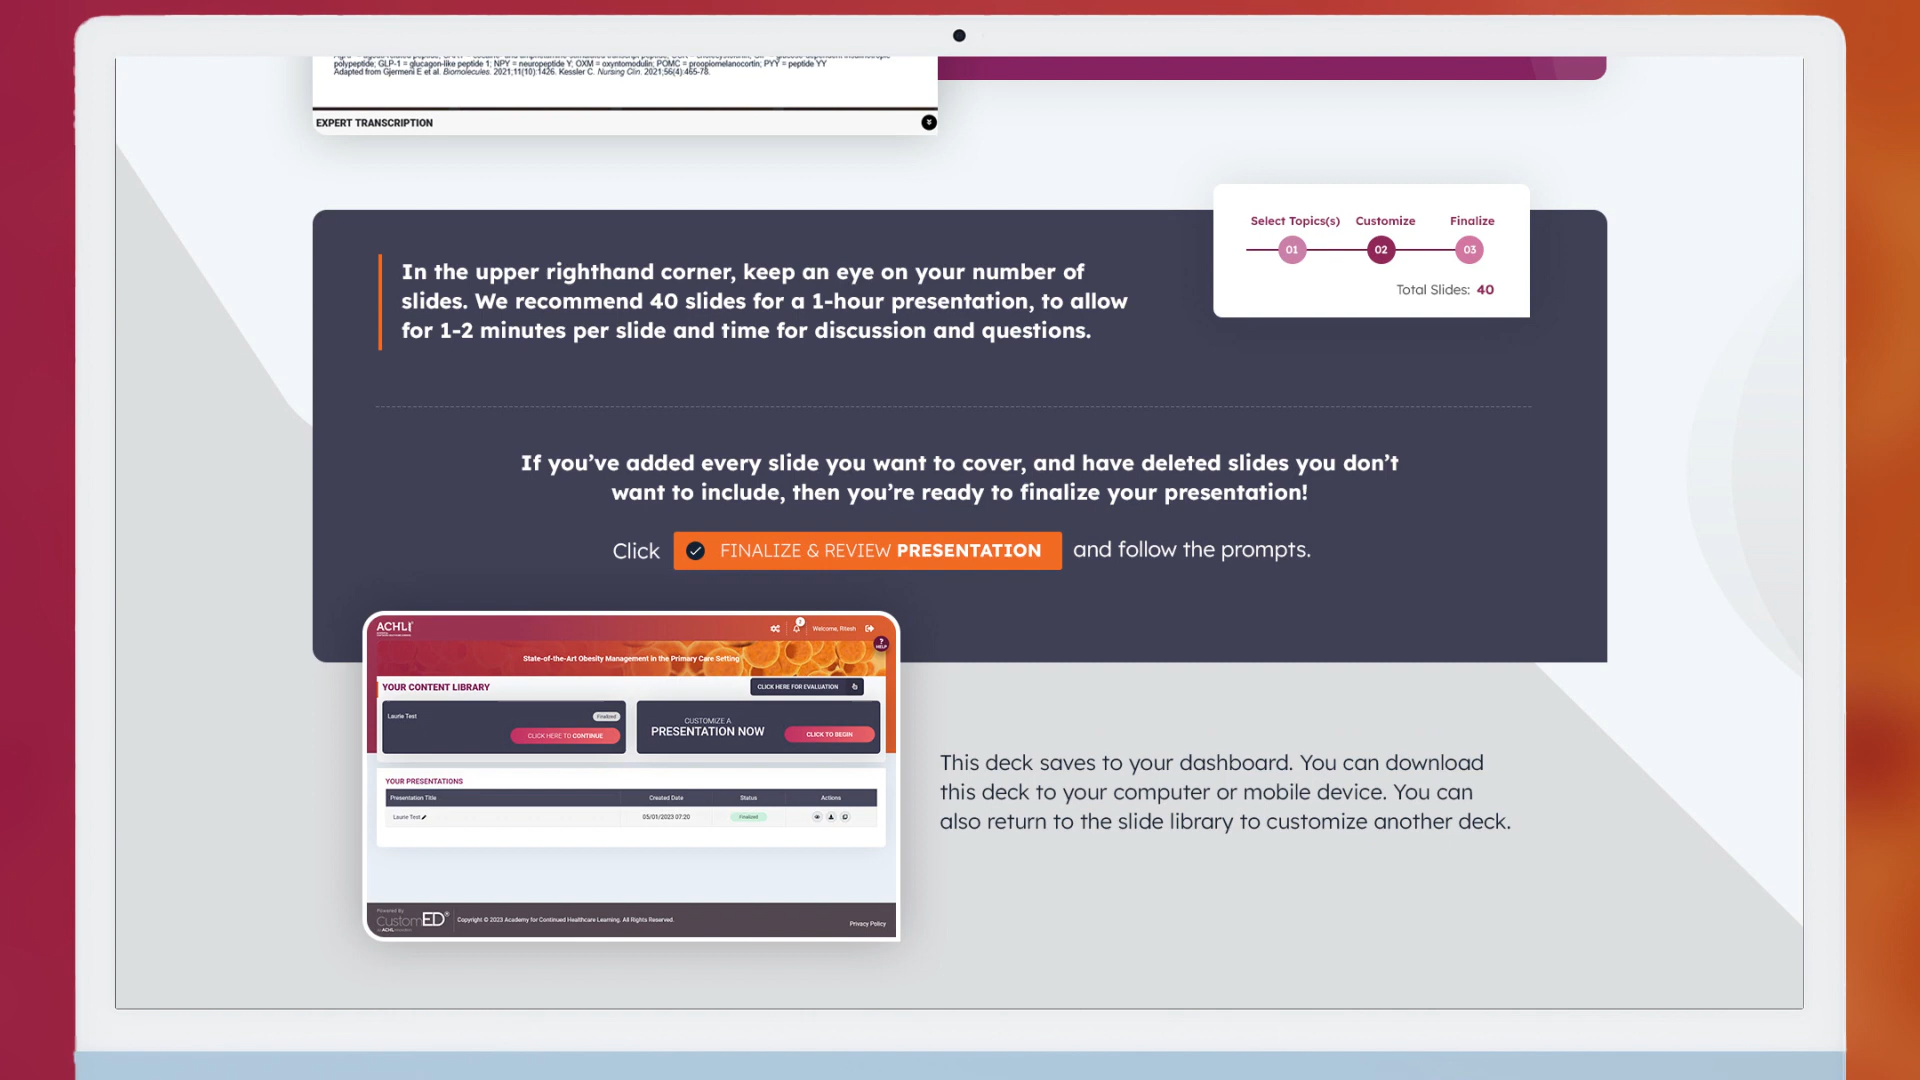 polypeptide; GLP-1 = glucagon-like peptide 1; NPY = neuropeptide Y; OXM = oxyntomodulin; POMC = proopiomelanocortin; PYY = peptide YY
Adapted from Gjermeni E et al. Biomolecules. 2021;11(10):1426. Kessler C. Nursing Clin. 2021;56(4):465-78.
EXPERT TRANSCRIPTION
Select Topics(s) Customize Finalize
01 02 03
Total Slides: 40
In the upper righthand corner, keep an eye on your number of
slides. We recommend 40 slides for a 1-hour presentation, to allow
for 1-2 minutes per slide and time for discussion and questions.
If you've added every slide you want to cover, and have deleted slides you don't
want to include, then you're ready to finalize your presentation!
Click FINALIZE & REVIEW PRESENTATION and follow the prompts.
ACHL
Welcome, Ritesh
? HELP
State-of-the-Art Obesity Management in the Primary Care Setting
YOUR CONTENT LIBRARY
CLICK HERE FOR EVALUATION
Laurie Test
Finalized
CLICK HERE TO CONTINUE
CUSTOMIZE A
PRESENTATION NOW
CLICK TO BEGIN
YOUR PRESENTATIONS
Presentation Title Created Date Status Actions
Laurie Test 05/01/2023 07:20 Finalized
Powered By
CustomED®
Copyright © 2023 Academy for Continued Healthcare Learning. All Rights Reserved.
Privacy Policy
This deck saves to your dashboard. You can download
this deck to your computer or mobile device. You can
also return to the slide library to customize another deck.